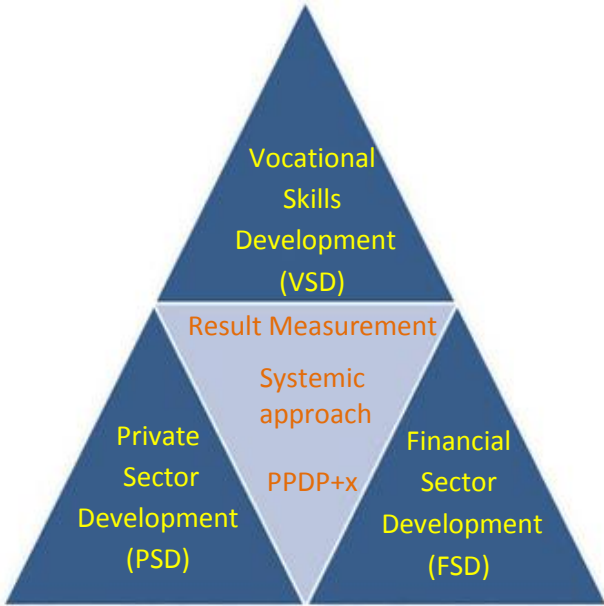 Vocational
Skills
Development
(VSD)
Result Measurement
Systemic
approach
PPDP+x
Private
Sector
Development
(PSD)
Financial
Sector
Development
(FSD)